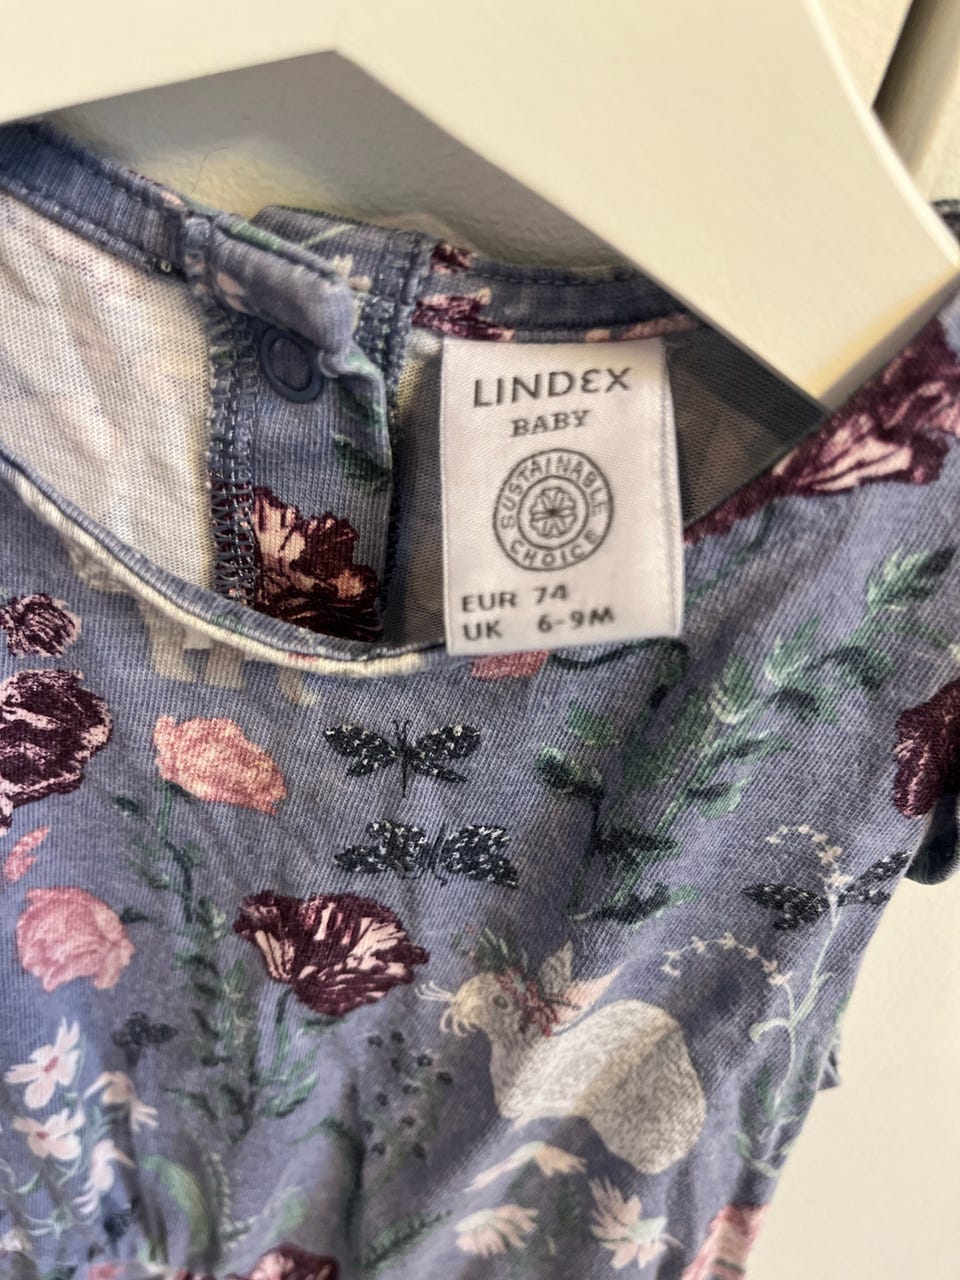 LINDEX
BABY
SUSTAINABLE
CHOICE
EUR 74
UK 6-9M